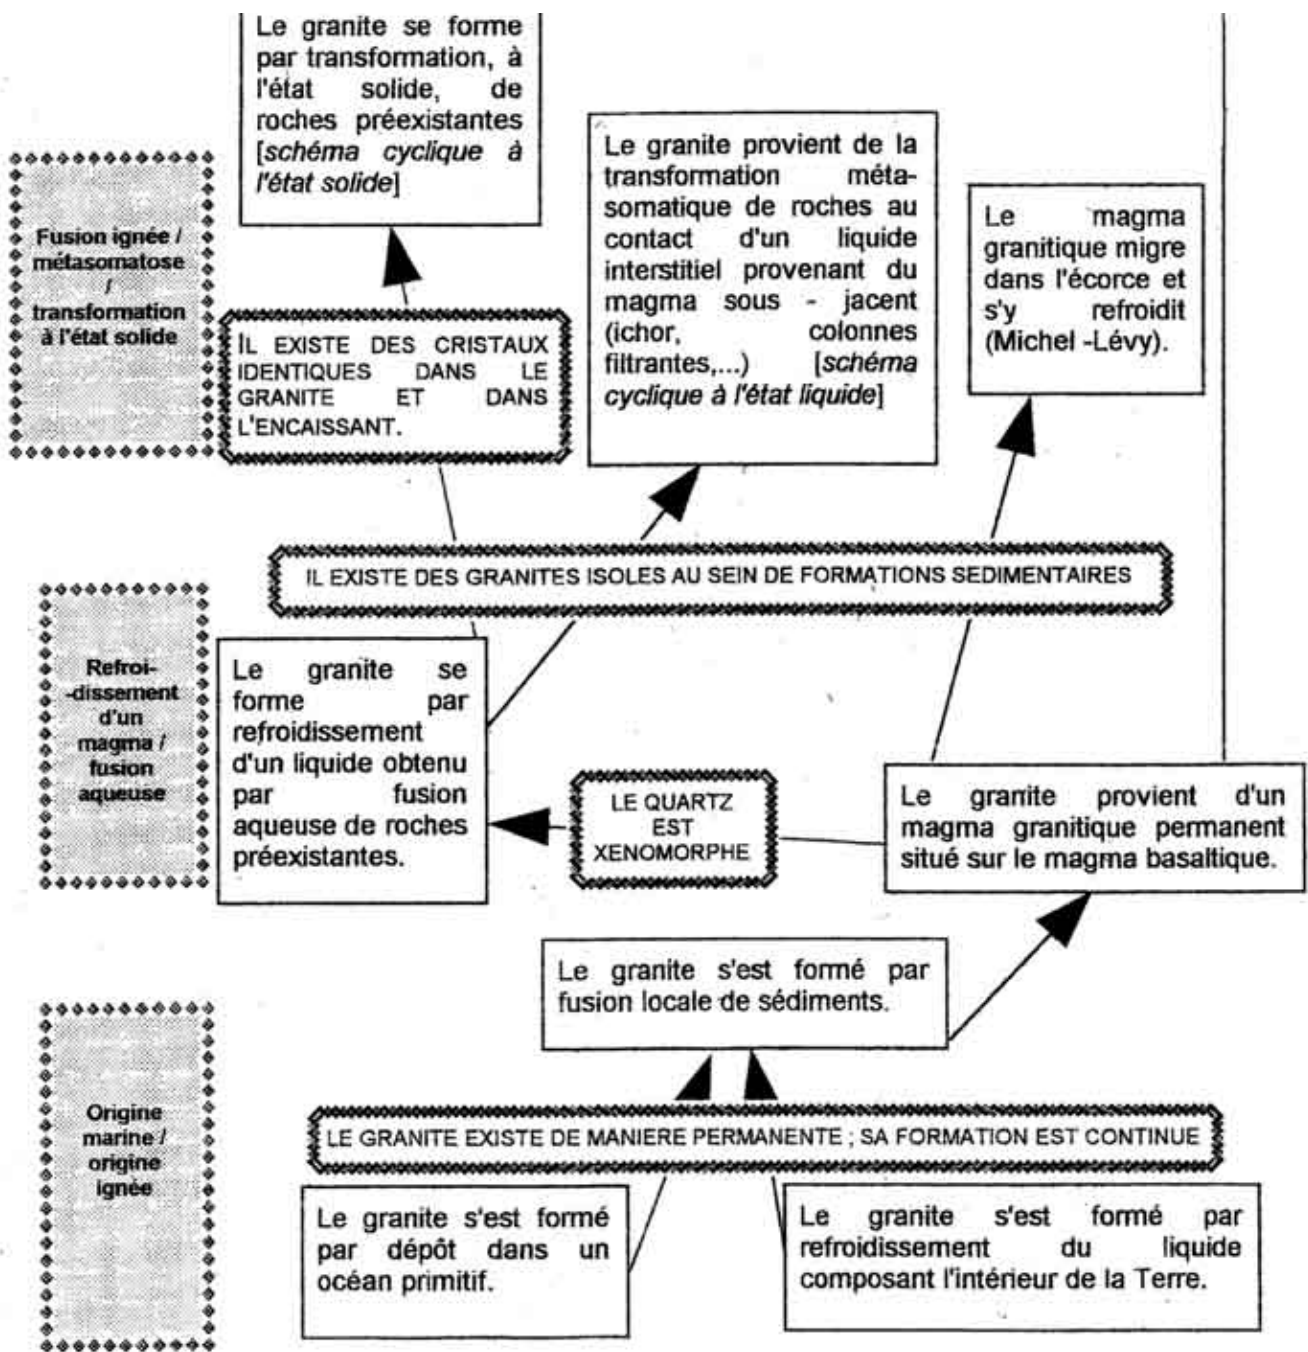 Le granite se forme
par transformation, à
l'état solide, de
roches préexistantes
[schéma cyclique à
l'état solide]
Le granite provient de la
transformation méta-
somatique de roches au
contact d'un liquide
interstitiel provenant du
magma sous - jacent
(ichor, colonnes
filtrantes,...) [schéma
cyclique à l'état liquide]
Le magma
granitique migre
dans l'écorce et
s'y refroidit
(Michel -Lévy).
Fusion ignée /
métasomatose
/
transformation
à l'état solide
IL EXISTE DES CRISTAUX
IDENTIQUES DANS LE
GRANITE ET DANS
L'ENCAISSANT.
IL EXISTE DES GRANITES ISOLES AU SEIN DE FORMATIONS SEDIMENTAIRES
Refroi-
-dissement
d'un
magma /
fusion
aqueuse
Le granite se
forme par
refroidissement
d'un liquide obtenu
par fusion
aqueuse de roches
préexistantes.
LE QUARTZ
EST
XENOMORPHE
Le granite provient d'un
magma granitique permanent
situé sur le magma basaltique.
Le granite s'est formé par
fusion locale de sédiments.
Origine
marine /
origine
ignée
LE GRANITE EXISTE DE MANIERE PERMANENTE ; SA FORMATION EST CONTINUE
Le granite s'est formé
par dépôt dans un
océan primitif.
Le granite s'est formé par
refroidissement du liquide
composant l'intérieur de la Terre.